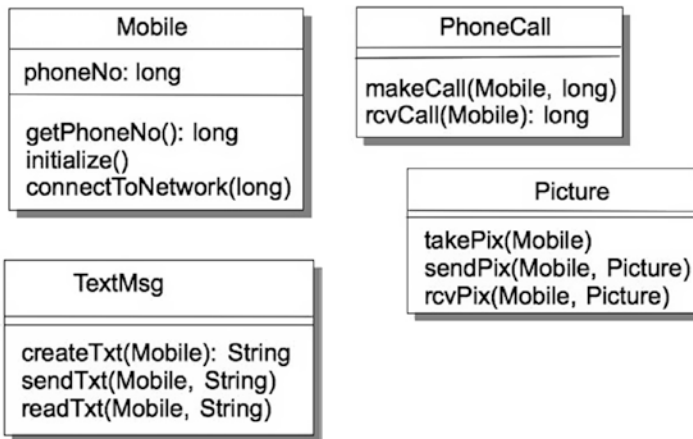 Mobile
phoneNo: long
getPhoneNo(): long
initialize()
connectToNetwork(long)
PhoneCall
makeCall(Mobile, long)
rcvCall(Mobile): long
Picture
takePix(Mobile)
sendPix(Mobile, Picture)
rcvPix(Mobile, Picture)
TextMsg
createTxt(Mobile): String
sendTxt(Mobile, String)
readTxt(Mobile, String)